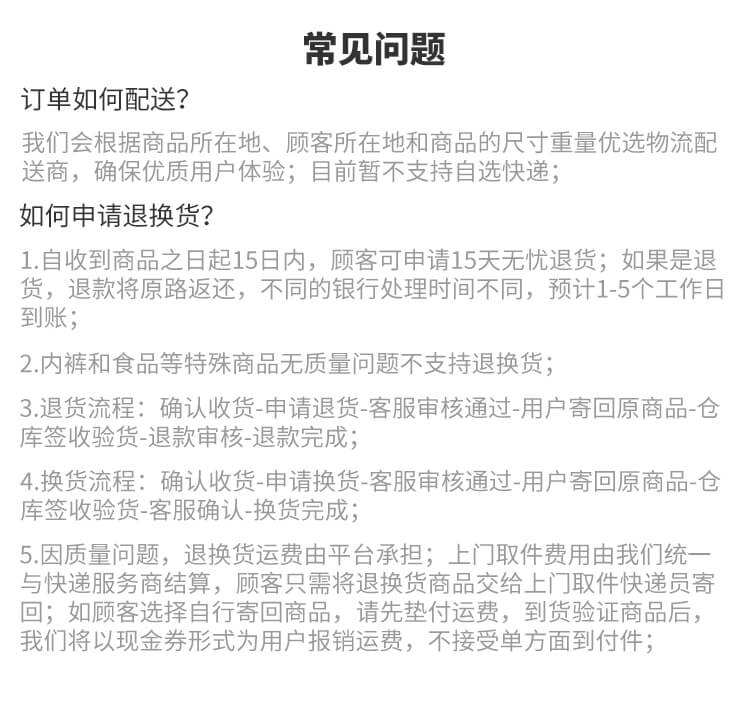 常见问题
订单如何配送？
我们会根据商品所在地、顾客所在地和商品的尺寸重量优选物流配
送商，确保优质用户体验；目前暂不支持自选快递；
如何申请退换货？
1.自收到商品之日起15日内，顾客可申请15天无忧退货；如果是退
货，退款将原路返还，不同的银行处理时间不同，预计1-5个工作日
到账；
2.内裤和食品等特殊商品无质量问题不支持退换货；
3.退货流程：确认收货-申请退货-客服审核通过-用户寄回原商品-仓
库签收验货-退款审核-退款完成；
4.换货流程：确认收货-申请换货-客服审核通过-用户寄回原商品-仓
库签收验货-客服确认-换货完成；
5.因质量问题，退换货运费由平台承担；上门取件费用由我们统一
与快递服务商结算，顾客只需将退换货商品交给上门取件快递员寄
回；如顾客选择自行寄回商品，请先垫付运费，到货验证商品后，
我们将以现金券形式为用户报销运费，不接受单方面到付件；